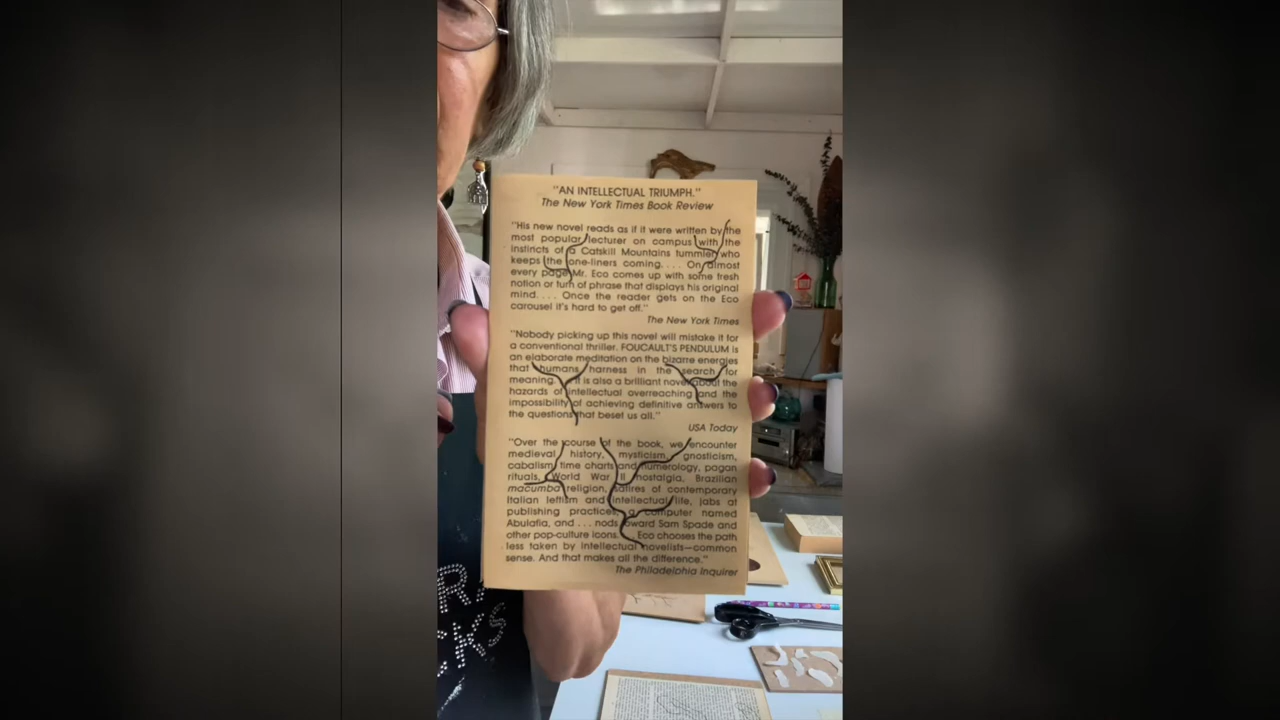 "AN INTELLECTUAL TRIUMPH."
The New York Times Book Review
"His new novel reads as if it were written by the
most popular lecturer on campus with the
instincts of a Catskill Mountains tummler who
keeps the one-liners coming. . . . On almost
every page Mr. Eco comes up with some fresh
notion or turn of phrase that displays his original
mind. . . . Once the reader gets on the Eco
carousel it's hard to get off."
The New York Times
"Nobody picking up this novel will mistake it for
a conventional thriller. FOUCAULT'S PENDULUM is
an elaborate meditation on the bizarre energies
that humans harness in the search for
meaning. It is also a brilliant novel about the
hazards of intellectual overreaching and the
impossibility of achieving definitive answers to
the questions that beset us all."
USA Today
"Over the course of the book, we encounter
medieval history, mysticism, gnosticism,
cabalism, time charts and numerology, pagan
rituals, World War II nostalgia, Brazilian
macumba religion, satires of contemporary
Italian leftism and intellectual life, jabs at
publishing practices, a computer named
Abulafia, and . . . nods toward Sam Spade and
other pop-culture icons. . . . Eco chooses the path
less taken by intellectual novelists—common
sense. And that makes all the difference."
The Philadelphia Inquirer